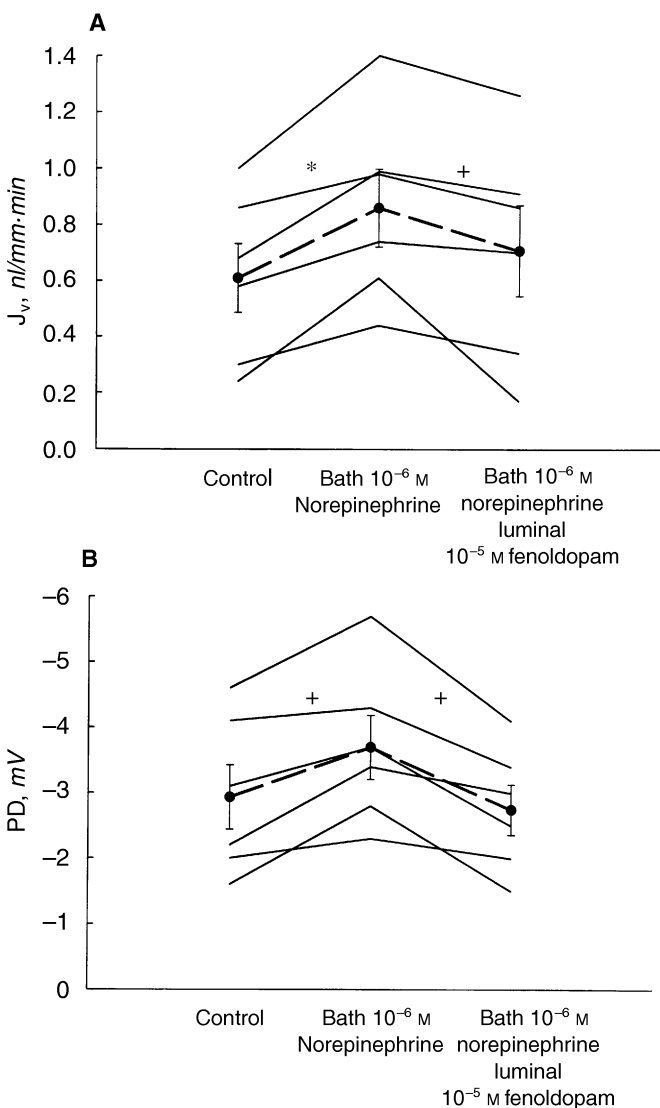 A
1.4
1.2
1.0
0.8
0.6
0.4
0.2
0.0
Jv, nl/mm·min
*
+
Control
Bath 10−6 M
Norepinephrine
Bath 10−6 M
norepinephrine
luminal
10−5 M fenoldopam
B
−6
−5
−4
−3
−2
−1
0
PD, mV
+
+
Control
Bath 10−6 M
Norepinephrine
Bath 10−6 M
norepinephrine
luminal
10−5 M fenoldopam